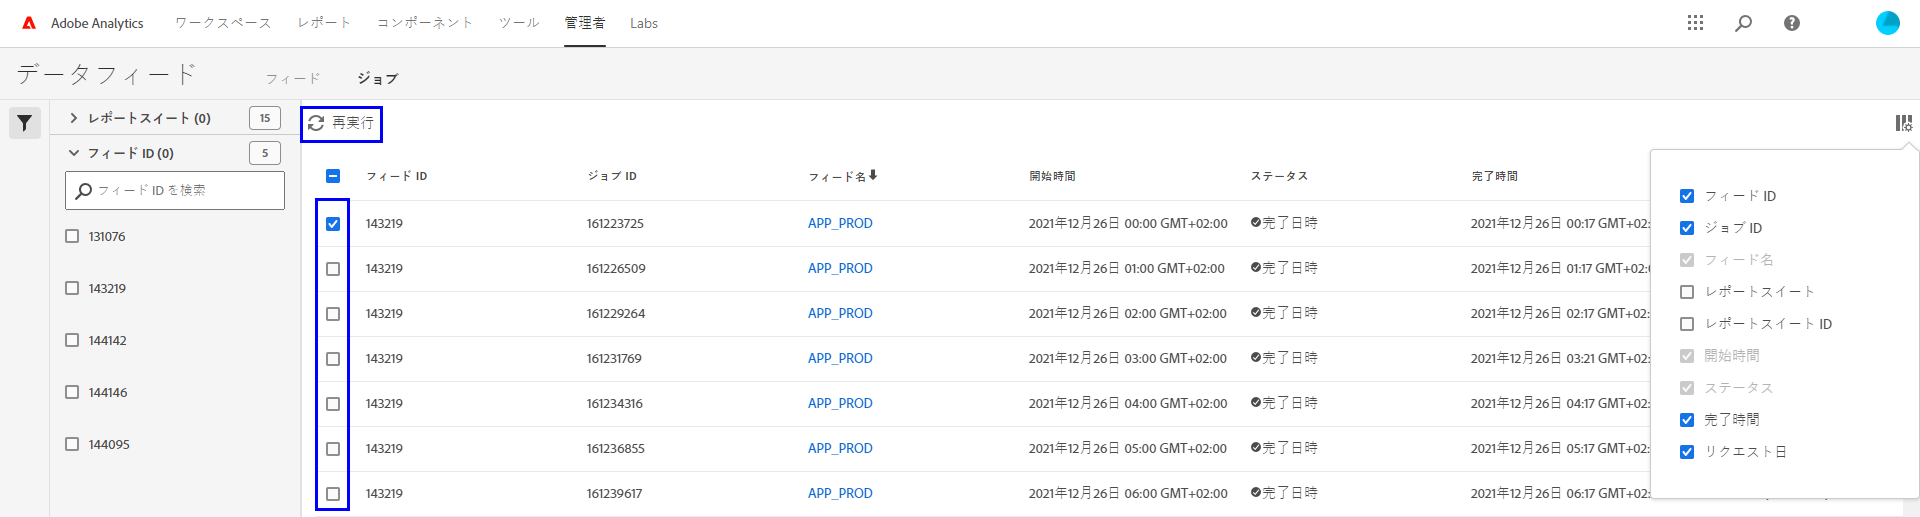 Adobe Analytics ワークスペース レポート コンポーネント ツール 管理者 Labs
データフィード フィード ジョブ
レポートスイート (0) 15
フィード ID (0) 5
フィード ID を検索
131076
143219
144142
144146
144095
再実行
フィード ID ジョブ ID フィード名 開始時間 ステータス 完了時間
143219 161223725 APP_PROD 2021年12月26日 00:00 GMT+02:00 完了日時 2021年12月26日 00:17 GMT+02:
143219 161226509 APP_PROD 2021年12月26日 01:00 GMT+02:00 完了日時 2021年12月26日 01:17 GMT+02:
143219 161229264 APP_PROD 2021年12月26日 02:00 GMT+02:00 完了日時 2021年12月26日 02:17 GMT+02:
143219 161231769 APP_PROD 2021年12月26日 03:00 GMT+02:00 完了日時 2021年12月26日 03:21 GMT+02:
143219 161234316 APP_PROD 2021年12月26日 04:00 GMT+02:00 完了日時 2021年12月26日 04:17 GMT+02:
143219 161236855 APP_PROD 2021年12月26日 05:00 GMT+02:00 完了日時 2021年12月26日 05:17 GMT+02:
143219 161239617 APP_PROD 2021年12月26日 06:00 GMT+02:00 完了日時 2021年12月26日 06:17 GMT+02:
フィード ID
ジョブ ID
フィード名
レポートスイート
レポートスイート ID
開始時間
ステータス
完了時間
リクエスト日